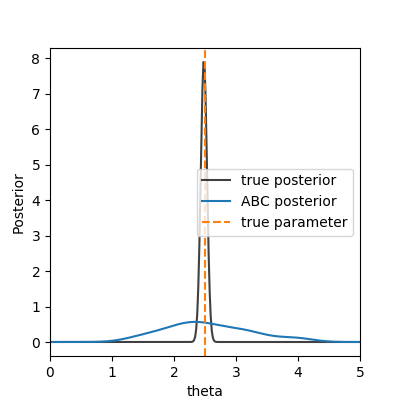 8
7
6
5
4
3
2
1
0
Posterior
true posterior
ABC posterior
true parameter
0 1 2 3 4 5
theta